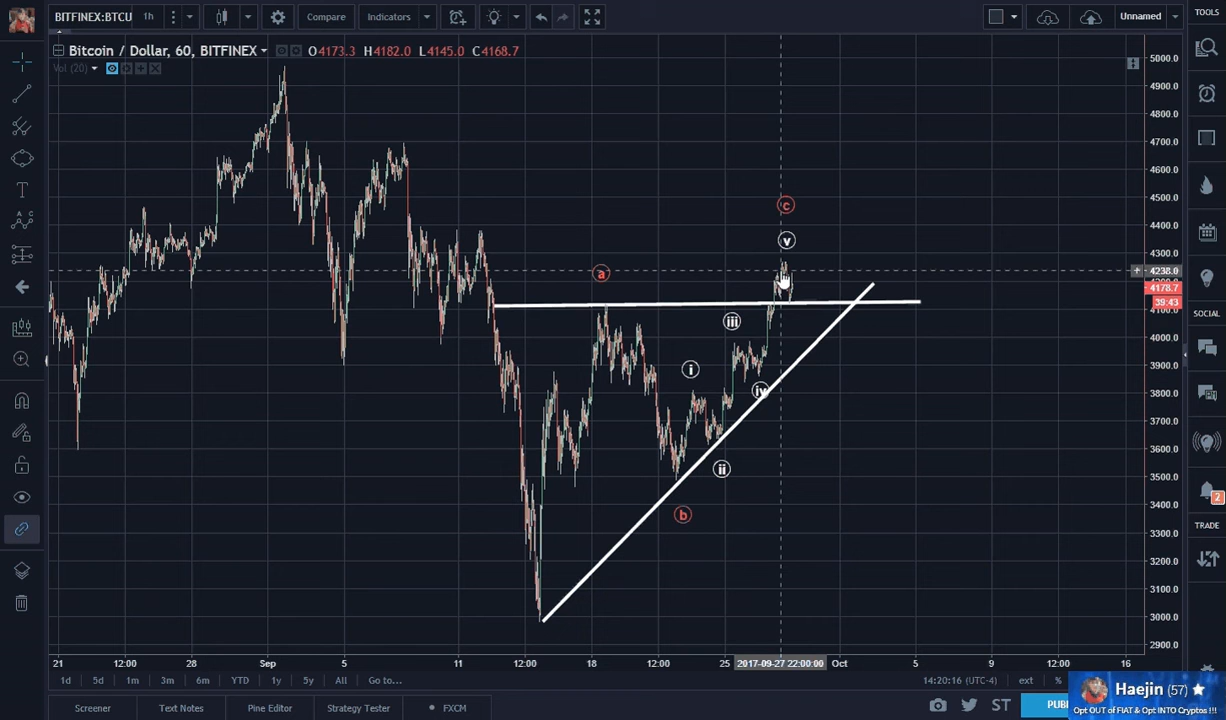 BITFINEX:BTCU 1h Compare Indicators Unnamed TOOLS
Bitcoin / Dollar, 60, BITFINEX O4173.3 H4182.0 L4145.0 C4168.7
Vol (20)
5000.0
4900.0
4800.0
4700.0
4600.0
4500.0
4400.0
4300.0
4238.0
4178.7
39:43
4100.0
4000.0
3900.0
3800.0
3700.0
3600.0
3500.0
3400.0
3300.0
3200.0
3100.0
3000.0
2900.0
c
v
a
iii
i
iv
ii
b
SOCIAL
2
TRADE
21 12:00 28 Sep 5 11 12:00 18 12:00 25 2017-09-27 22:00:00 Oct 5 9 12:00 16
1d 5d 1m 3m 6m YTD 1y 5y All Go to... 14:20:16 (UTC-4) ext %
Screener Text Notes Pine Editor Strategy Tester FXCM ST PUB
Haejin (57)
Opt OUT of FIAT & Opt INTO Cryptos !!!